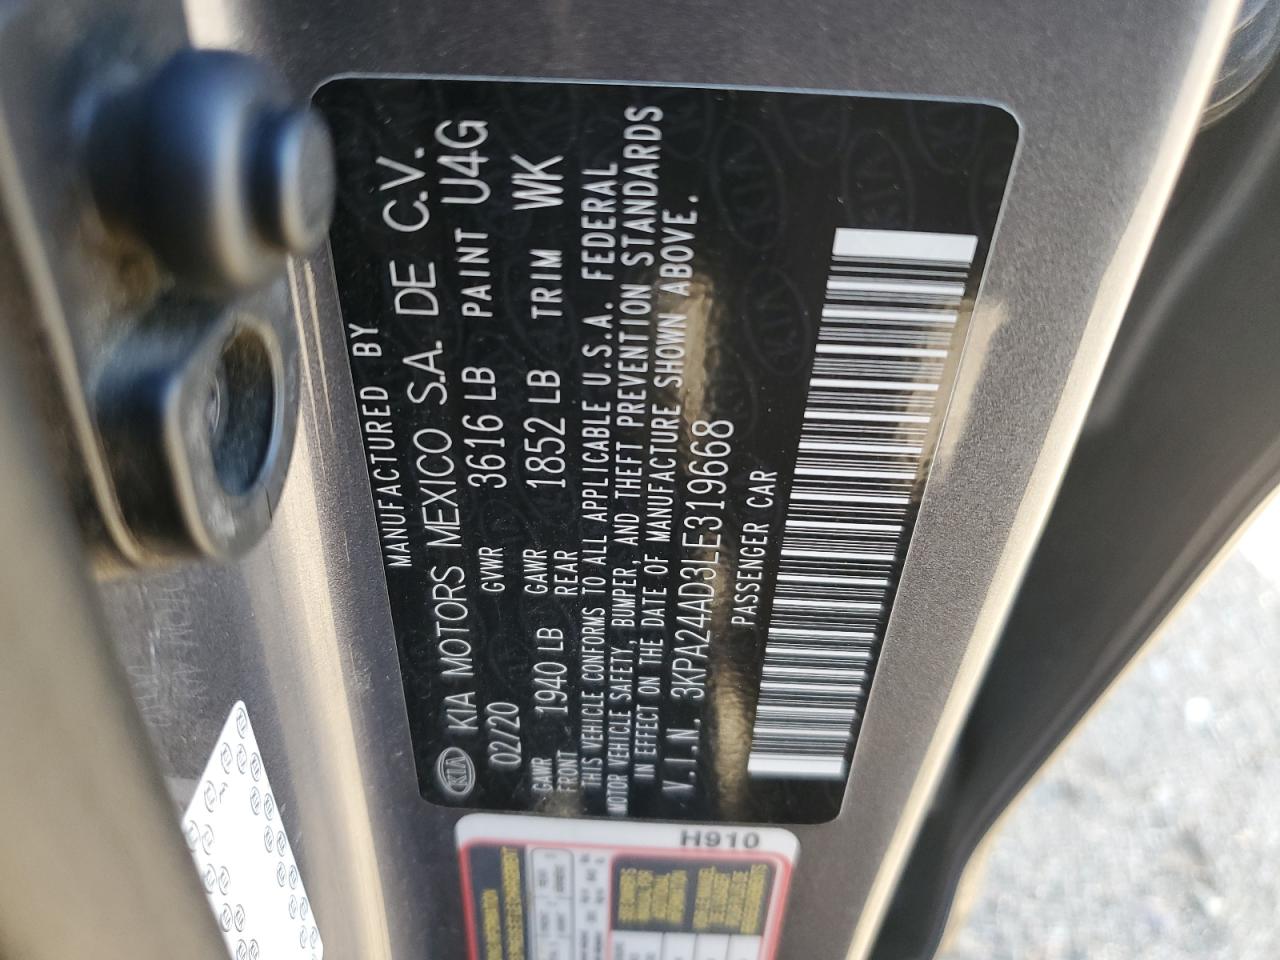 MANUFACTURED BY
KIA KIA MOTORS MEXICO S.A. DE C.V.
02/20 GVWR 3616 LB PAINT U4G
GAWR FRONT 1940 LB GAWR REAR 1852 LB TRIM WK
THIS VEHICLE CONFORMS TO ALL APPLICABLE U.S.A. FEDERAL
MOTOR VEHICLE SAFETY, BUMPER, AND THEFT PREVENTION STANDARDS
IN EFFECT ON THE DATE OF MANUFACTURE SHOWN ABOVE.
V.I.N. 3KPA24AD3LE319668
PASSENGER CAR
H910